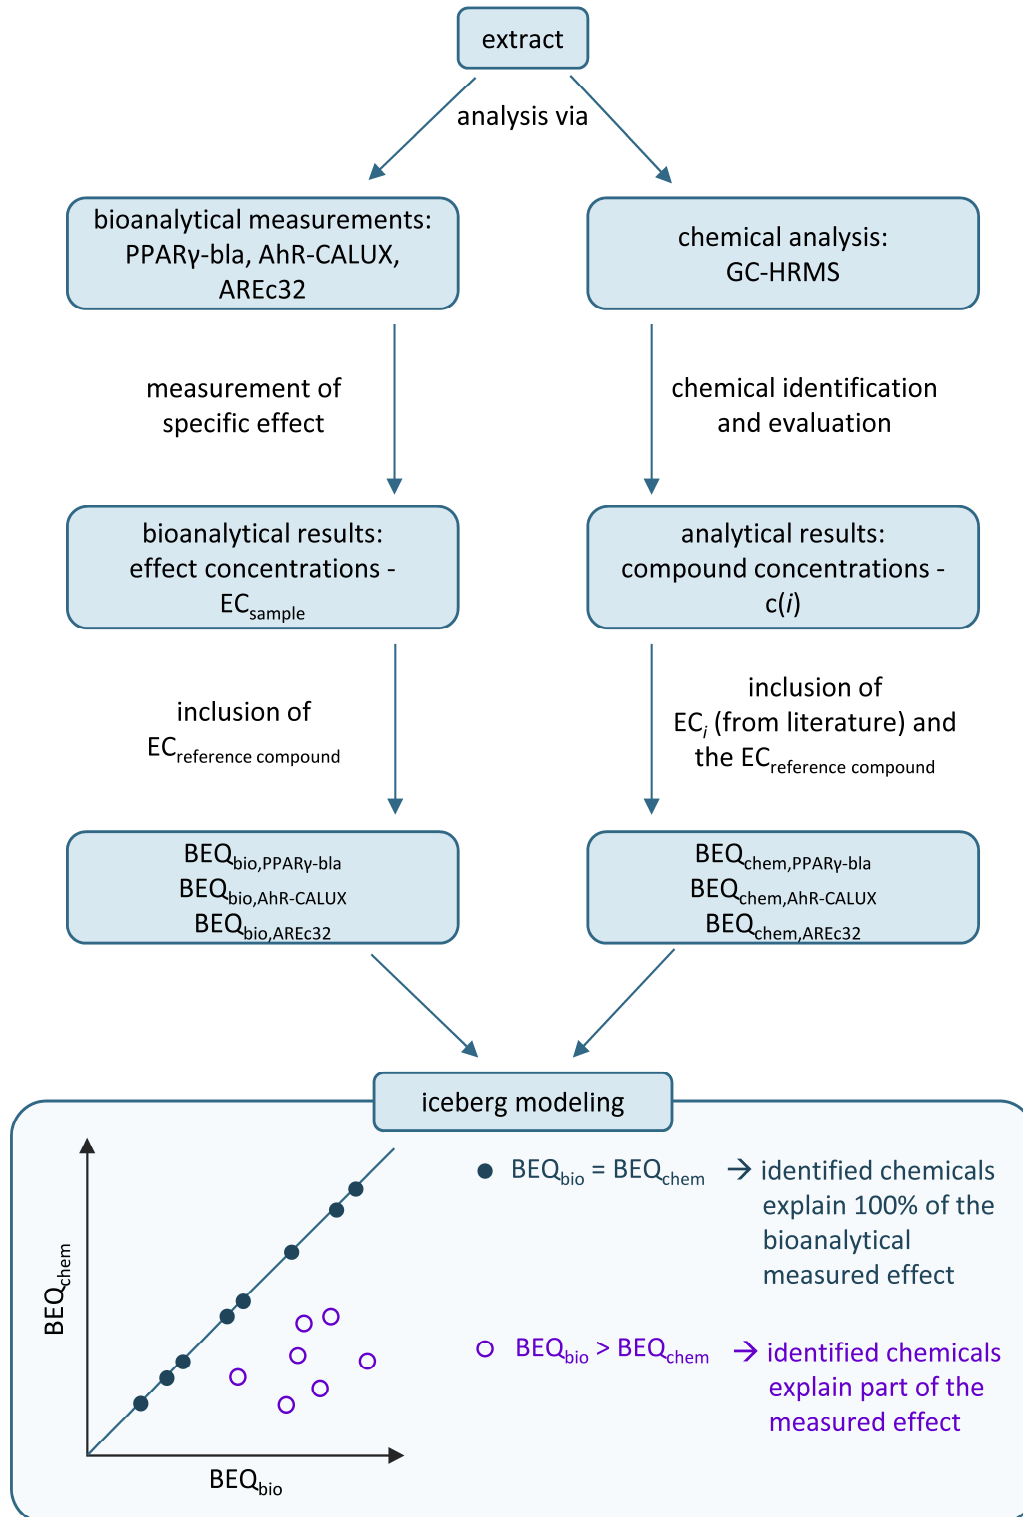 extract
analysis via
bioanalytical measurements:
PPARγ-bla, AhR-CALUX,
AREc32
chemical analysis:
GC-HRMS
measurement of
specific effect
chemical identification
and evaluation
bioanalytical results:
effect concentrations -
ECsample
analytical results:
compound concentrations -
c(i)
inclusion of
ECreference compound
inclusion of
ECi (from literature) and
the ECreference compound
BEQbio,PPARγ-bla
BEQbio,AhR-CALUX
BEQbio,AREc32
BEQchem,PPARγ-bla
BEQchem,AhR-CALUX
BEQchem,AREc32
iceberg modeling
BEQchem
BEQbio
BEQbio = BEQchem → identified chemicals
explain 100% of the
bioanalytical
measured effect
BEQbio > BEQchem → identified chemicals
explain part of the
measured effect